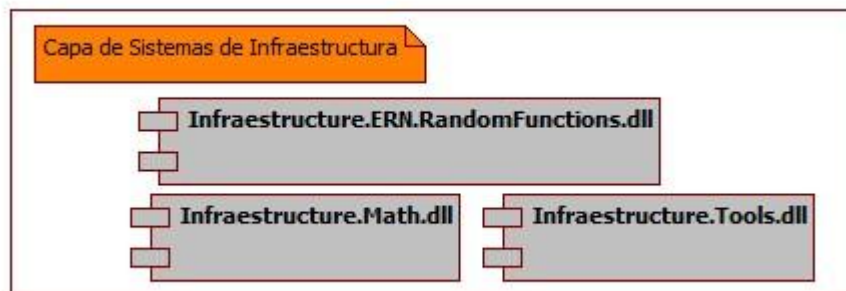 Capa de Sistemas de Infraestructura
Infraestructure.ERN.RandomFunctions.dll
Infraestructure.Math.dll
Infraestructure.Tools.dll